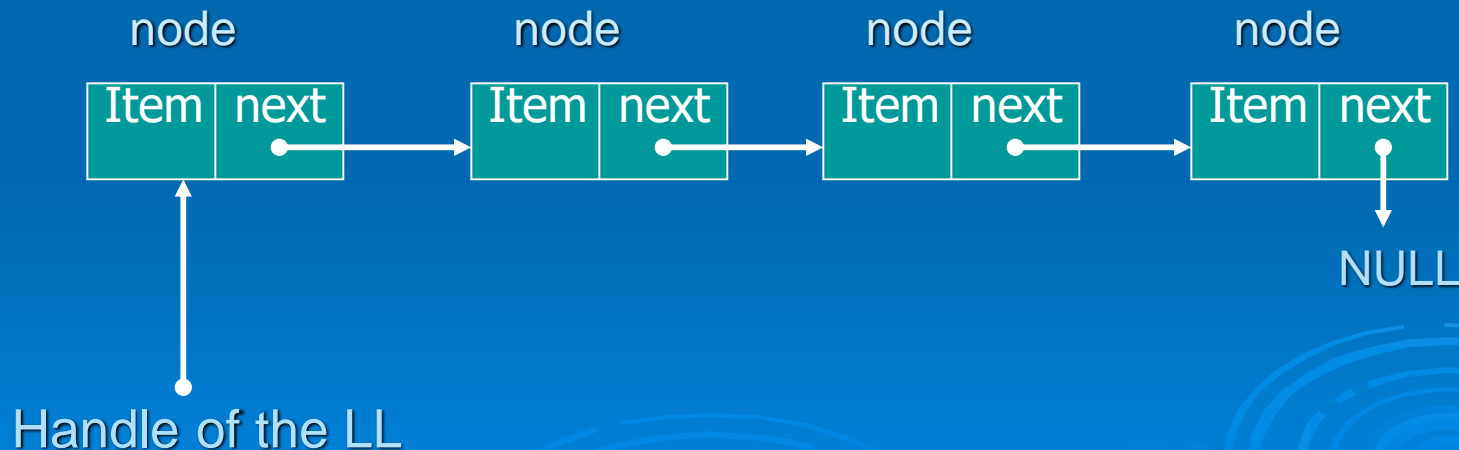 node node node node
Item next Item next Item next Item next
NULL
Handle of the LL